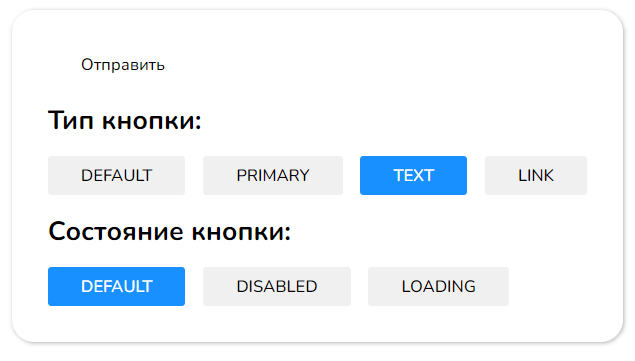 Отправить
Тип кнопки:
DEFAULT PRIMARY TEXT LINK
Состояние кнопки:
DEFAULT DISABLED LOADING